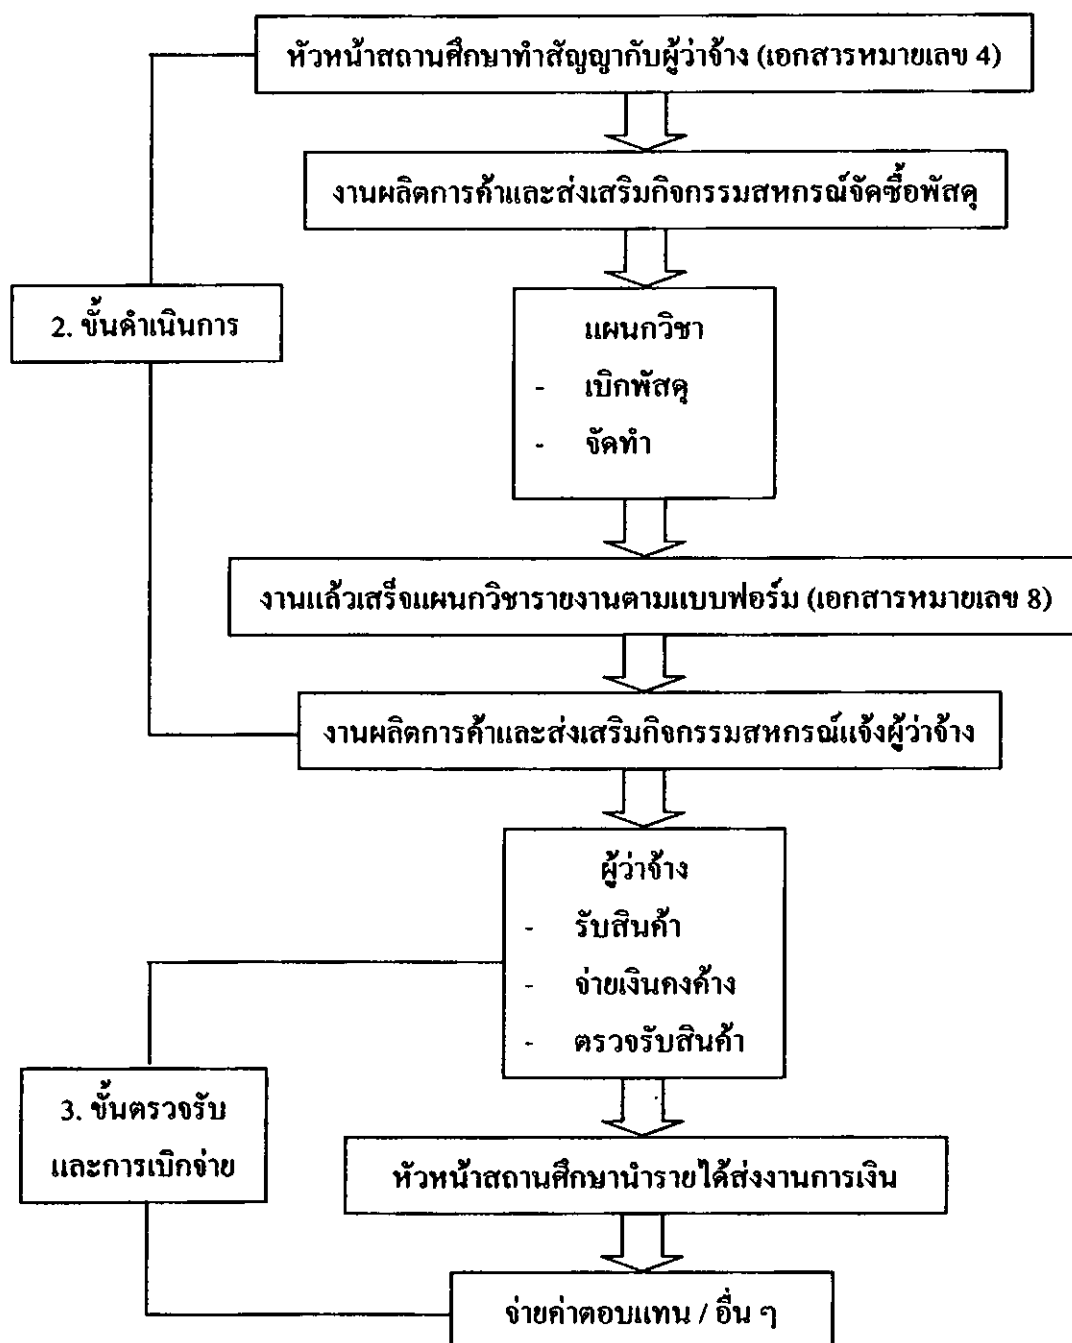 หัวหน้าสถานศึกษาทำสัญญากับผู้ว่าจ้าง (เอกสารหมายเลข 4)
งานผลิตการค้าและส่งเสริมกิจกรรมสหกรณ์จัดซื้อพัสดุ
2. ขั้นดำเนินการ
แผนกวิชา
- เบิกพัสดุ
- จัดทำ
งานแล้วเสร็จแผนกวิชารายงานตามแบบฟอร์ม (เอกสารหมายเลข 8)
งานผลิตการค้าและส่งเสริมกิจกรรมสหกรณ์แจ้งผู้ว่าจ้าง
ผู้ว่าจ้าง
- รับสินค้า
- จ่ายเงินคงค้าง
- ตรวจรับสินค้า
3. ขั้นตรวจรับ
และการเบิกจ่าย
หัวหน้าสถานศึกษานำรายได้ส่งงานการเงิน
จ่ายค่าตอบแทน / อื่น ๆ